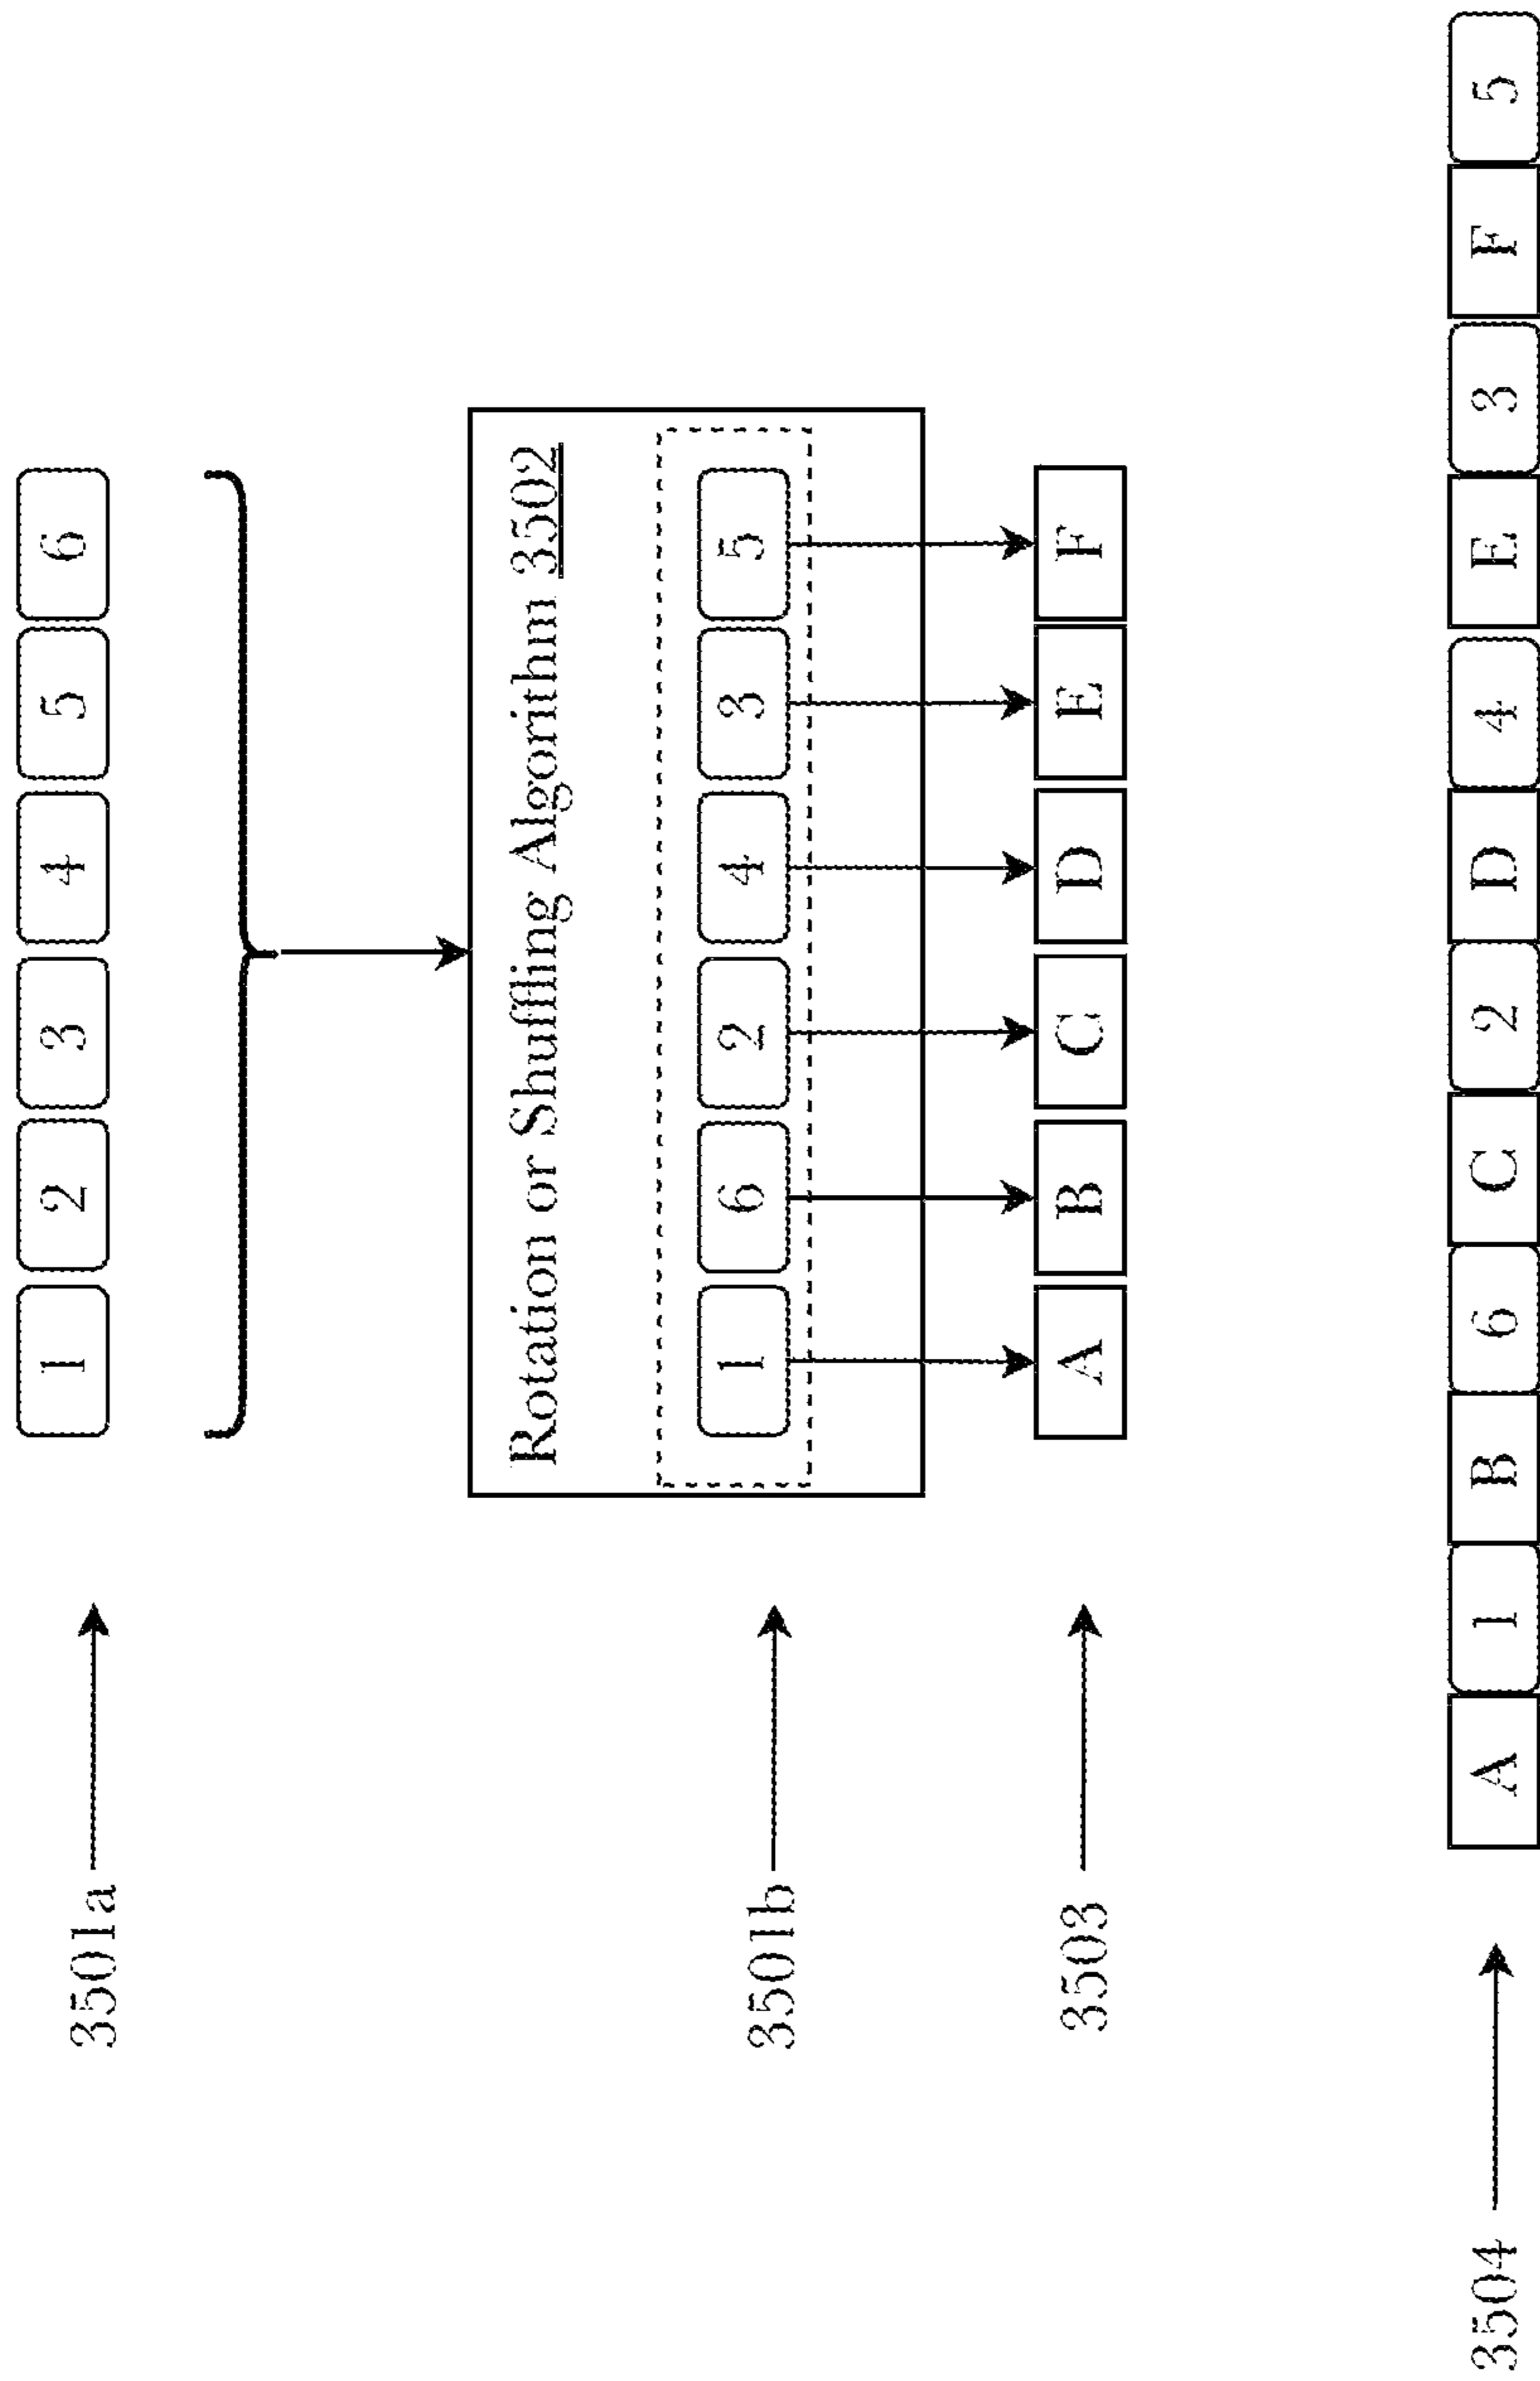 3501a 1 2 3 4 5 6
Rotation or Shuffling Algorithm 3502
3501b 1 6 2 4 3 5
3503 A B C D E F
3504 A 1 B 6 C 2 D 4 E 3 F 5